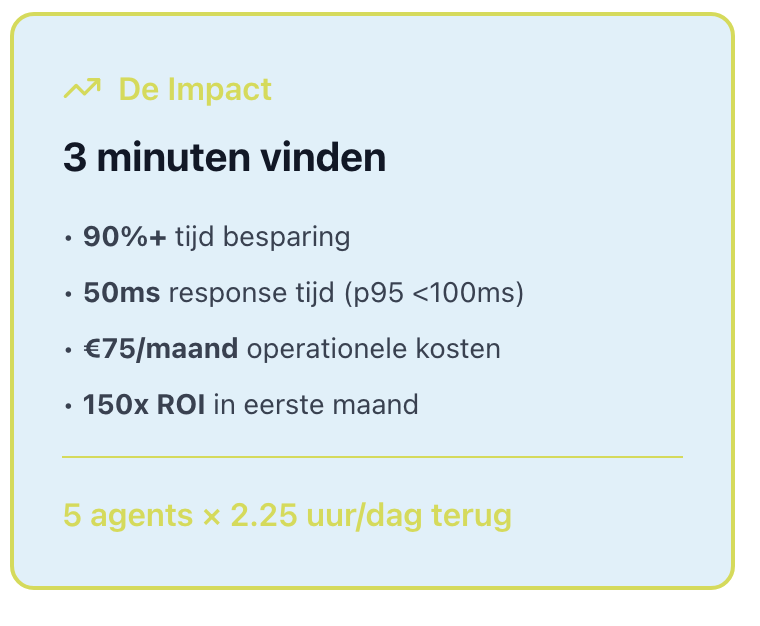 De Impact
3 minuten vinden
• 90%+ tijd besparing
• 50ms response tijd (p95 <100ms)
• €75/maand operationele kosten
• 150x ROI in eerste maand
5 agents × 2.25 uur/dag terug